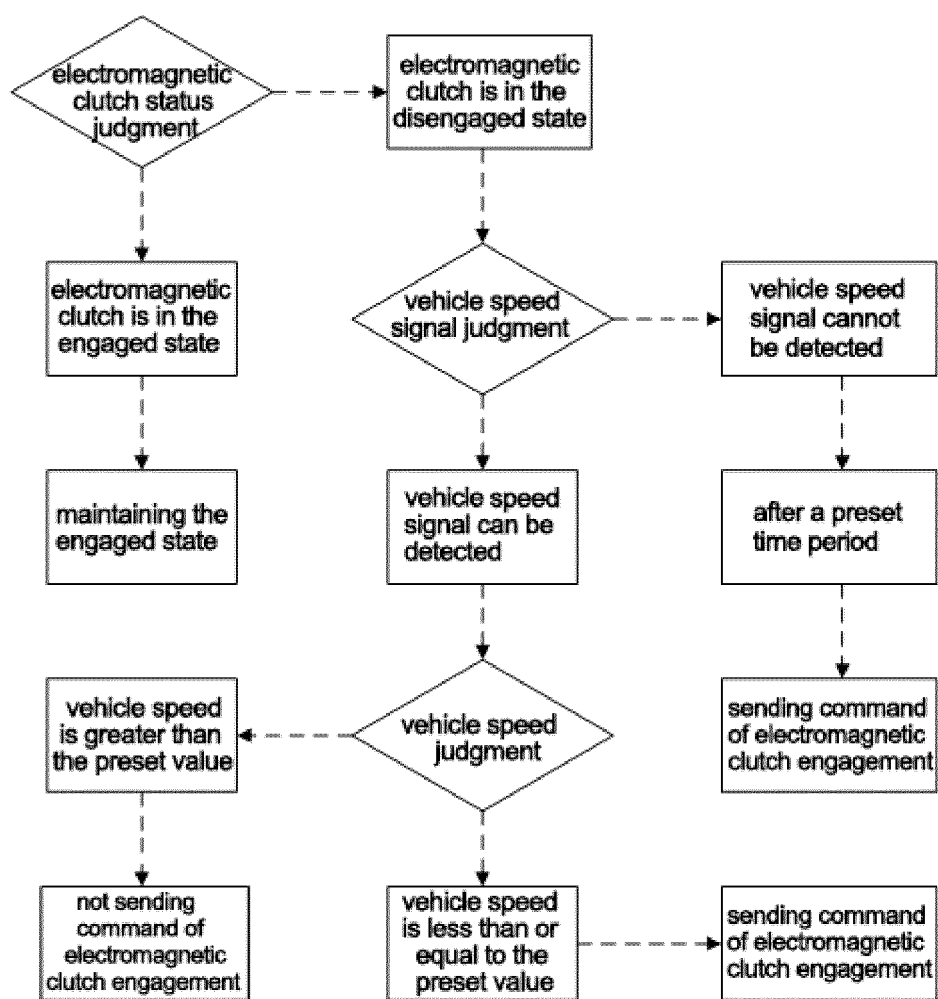 electromagnetic
clutch status
judgment
electromagnetic
clutch is in the
disengaged state
electromagnetic
clutch is in the
engaged state
vehicle speed
signal judgment
vehicle speed
signal cannot
be detected
maintaining the
engaged state
vehicle speed
signal can be
detected
after a preset
time period
vehicle speed
is greater than
the preset value
vehicle speed
judgment
sending command
of electromagnetic
clutch engagement
not sending
command of
electromagnetic
clutch engagement
vehicle speed
is less than or
equal to the
preset value
sending command
of electromagnetic
clutch engagement